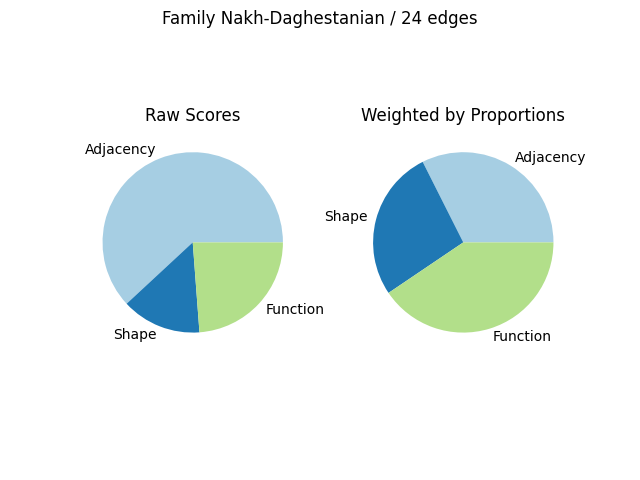 Family Nakh-Daghestanian / 24 edges
Raw Scores
Adjacency
Shape
Function
Weighted by Proportions
Adjacency
Shape
Function